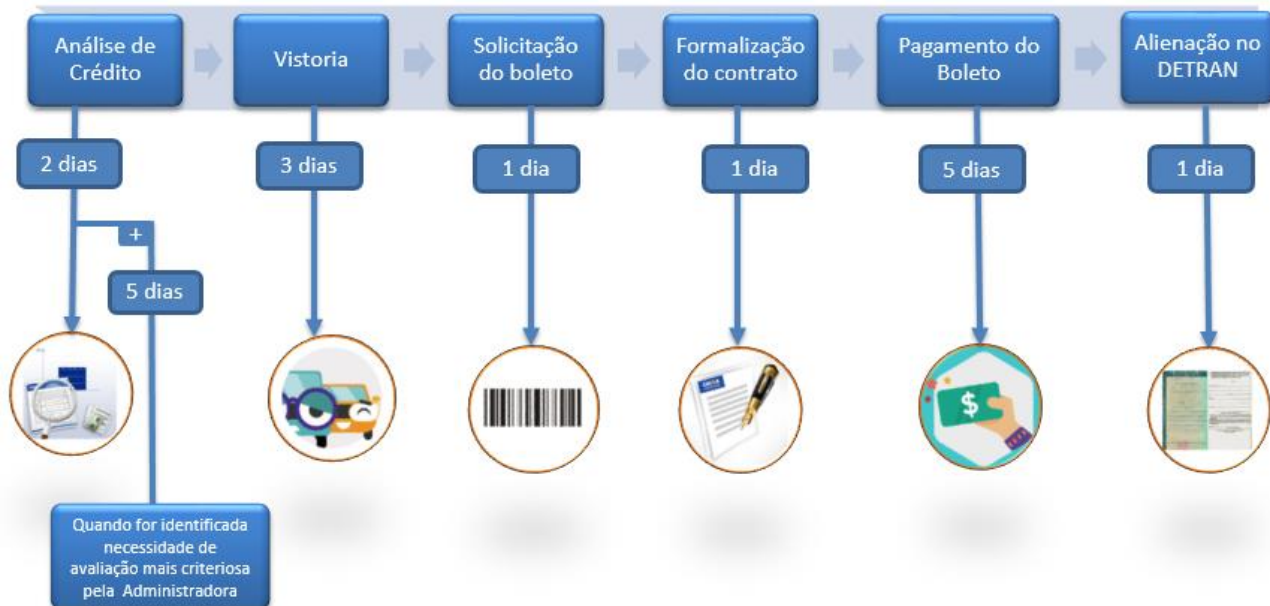 Análise de
Crédito
Vistoria
Solicitação
do boleto
Formalização
do contrato
Pagamento do
Boleto
Alienação no
DETRAN
2 dias
3 dias
1 dia
1 dia
5 dias
1 dia
+
5 dias
$
Quando for identificada
necessidade de
avaliação mais criteriosa
pela Administradora